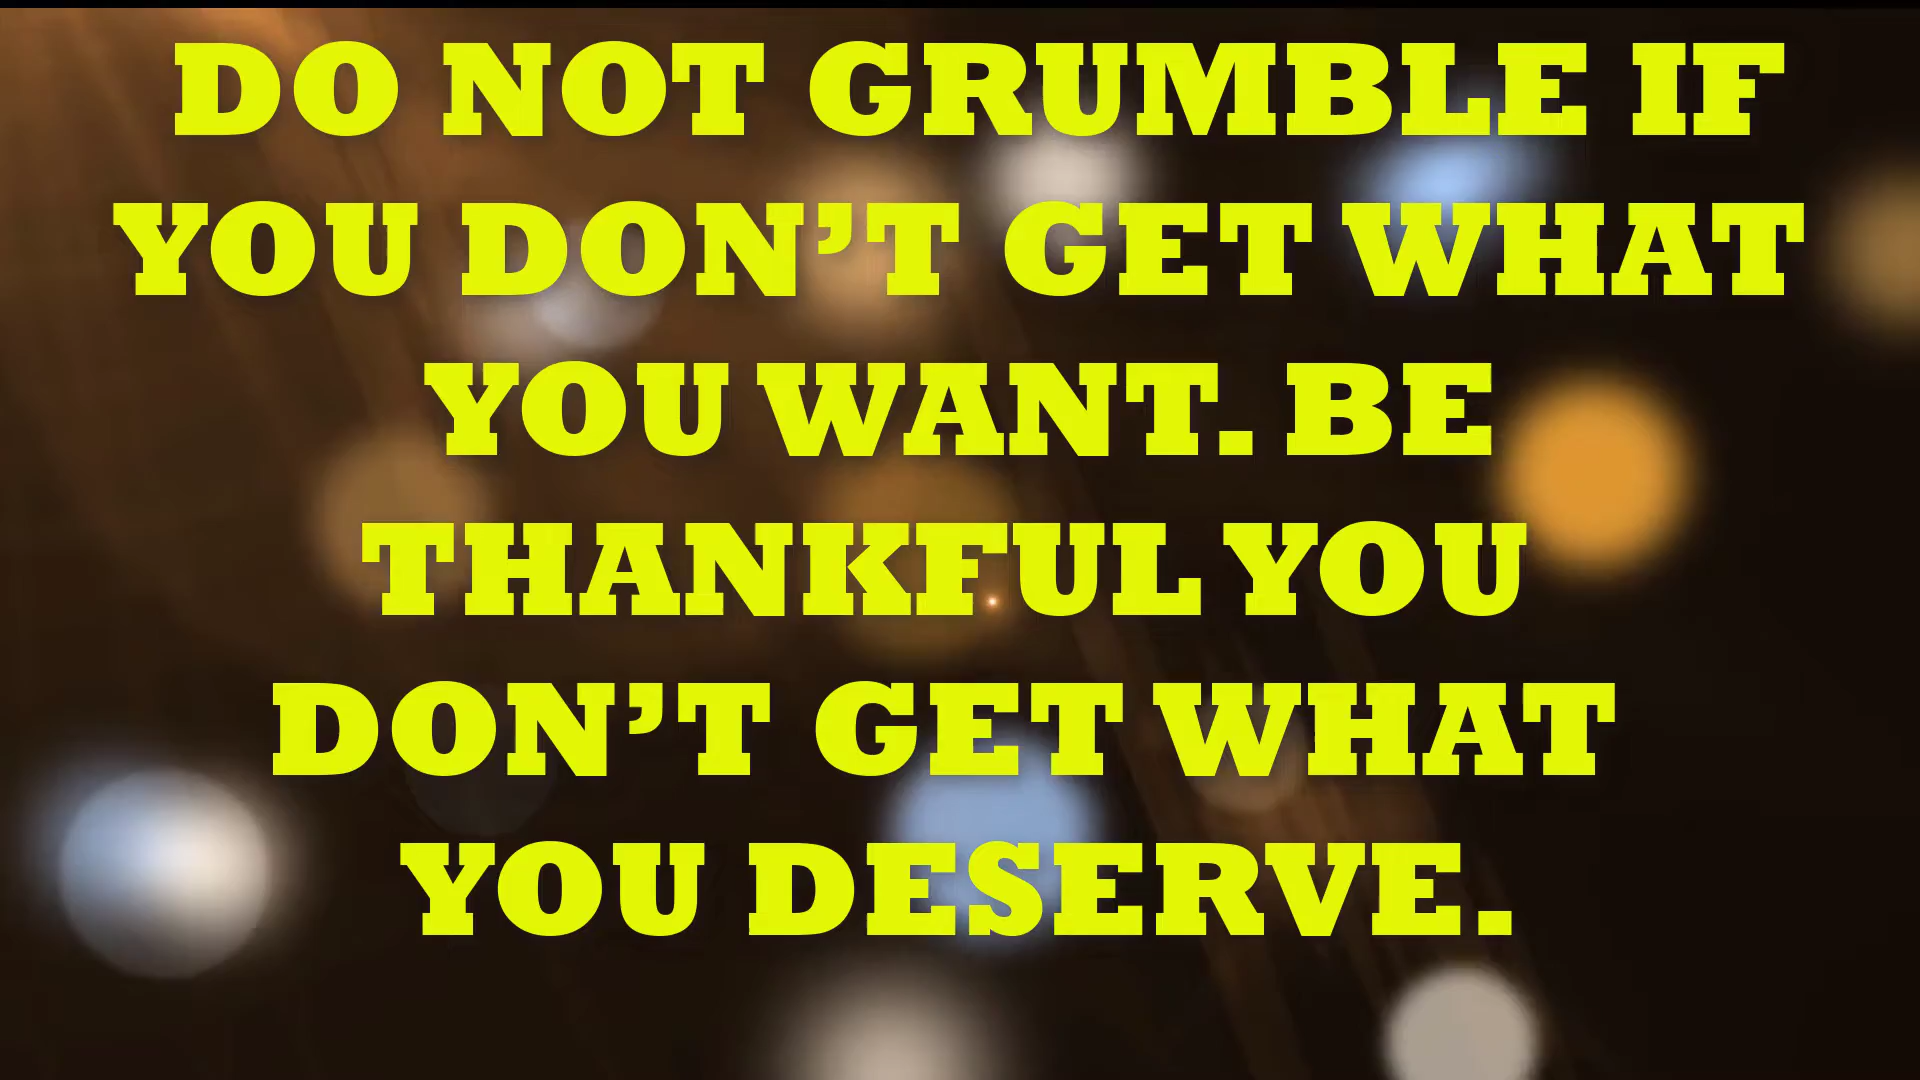 DO NOT GRUMBLE IF
YOU DON’T GET WHAT
YOU WANT. BE
THANKFUL YOU
DON’T GET WHAT
YOU DESERVE.